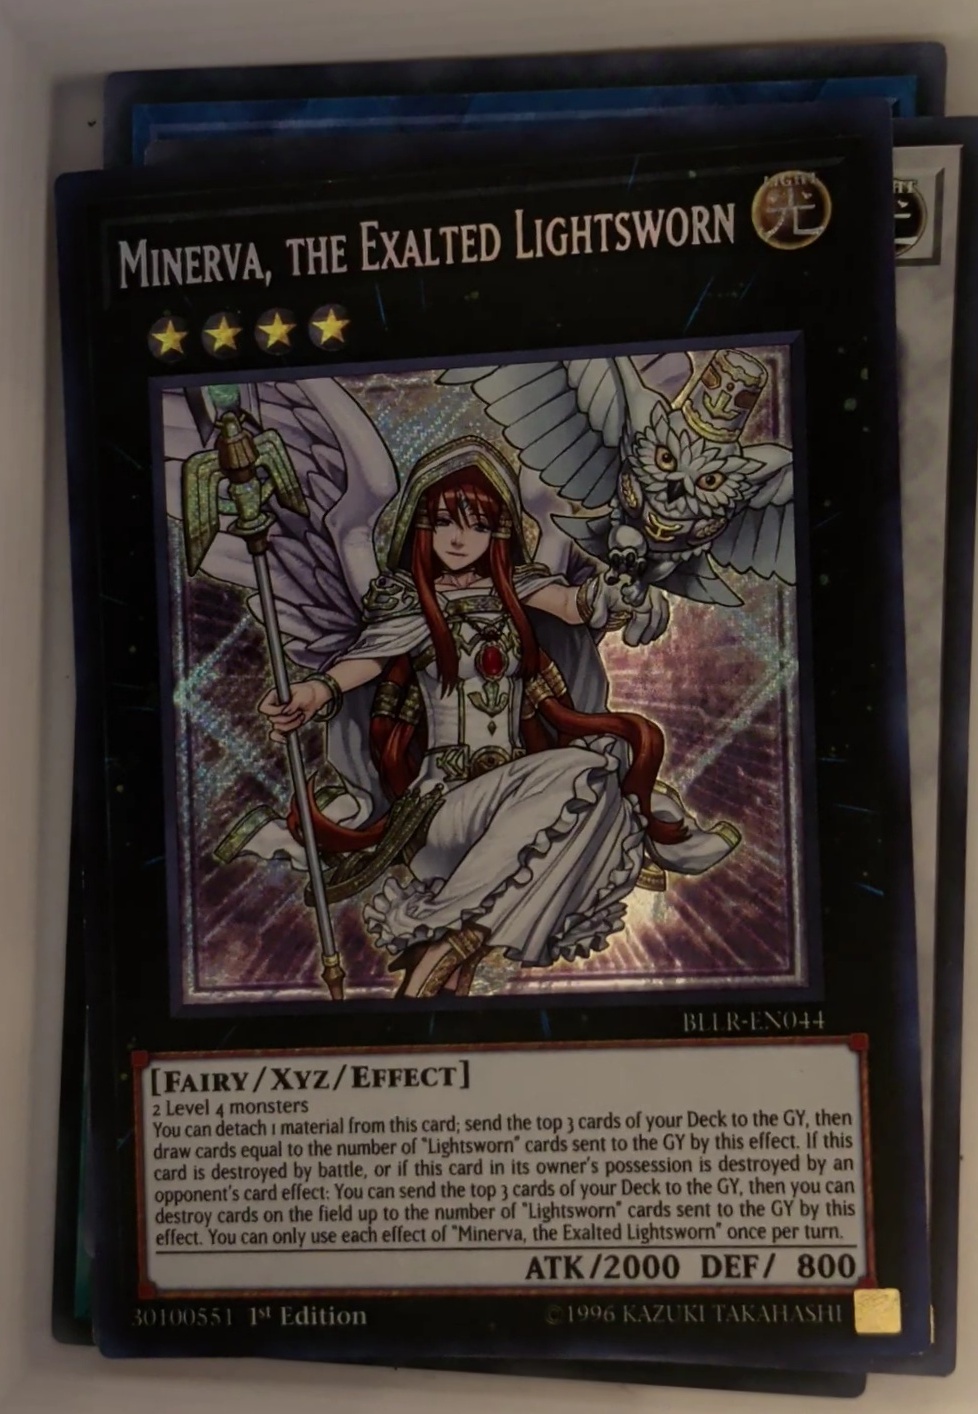 MINERVA, THE EXALTED LIGHTSWORN
LIGHT
光
BLLR-EN044
[FAIRY/XYZ/EFFECT]
2 Level 4 monsters
You can detach 1 material from this card; send the top 3 cards of your Deck to the GY, then
draw cards equal to the number of "Lightsworn" cards sent to the GY by this effect. If this
card is destroyed by battle, or if this card in its owner's possession is destroyed by an
opponent's card effect: You can send the top 3 cards of your Deck to the GY, then you can
destroy cards on the field up to the number of "Lightsworn" cards sent to the GY by this
effect. You can only use each effect of "Minerva, the Exalted Lightsworn" once per turn.
ATK/2000 DEF/ 800
30100551 1st Edition ©1996 KAZUKI TAKAHASHI